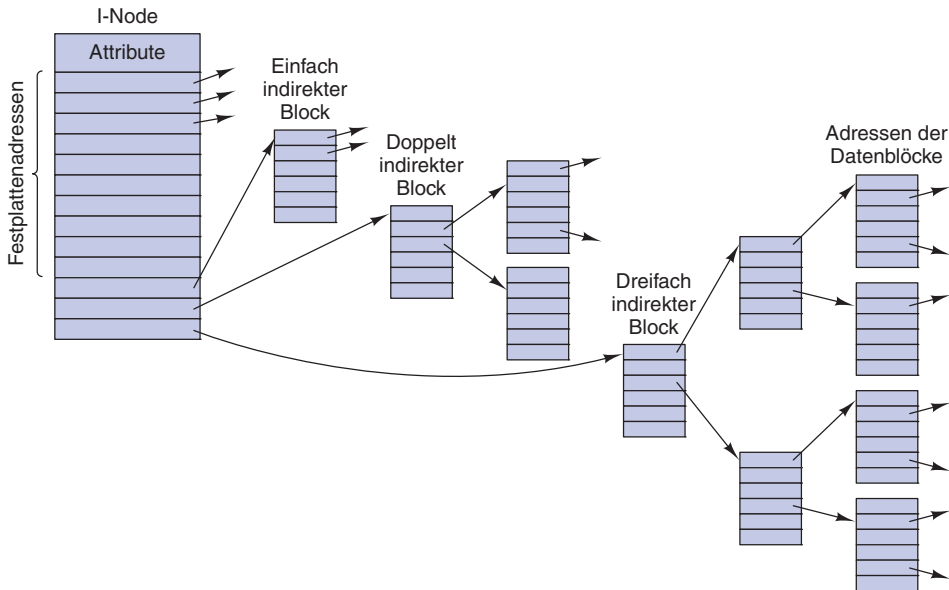 I-Node
Attribute
Festplattenadressen
Einfach
indirekter
Block
Doppelt
indirekter
Block
Dreifach
indirekter
Block
Adressen der
Datenblöcke